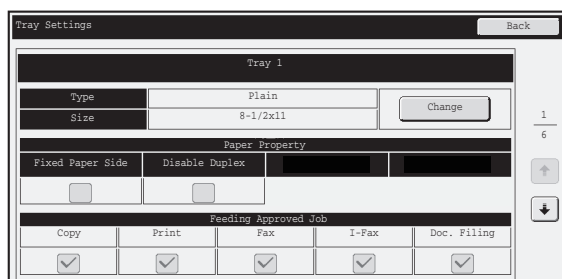 Tray Settings
Back
Tray 1
Type
Plain
Change
Size
8-1/2x11
1
6
Paper Property
Fixed Paper Side
Disable Duplex
Feeding Approved Job
Copy
Print
Fax
I-Fax
Doc. Filing